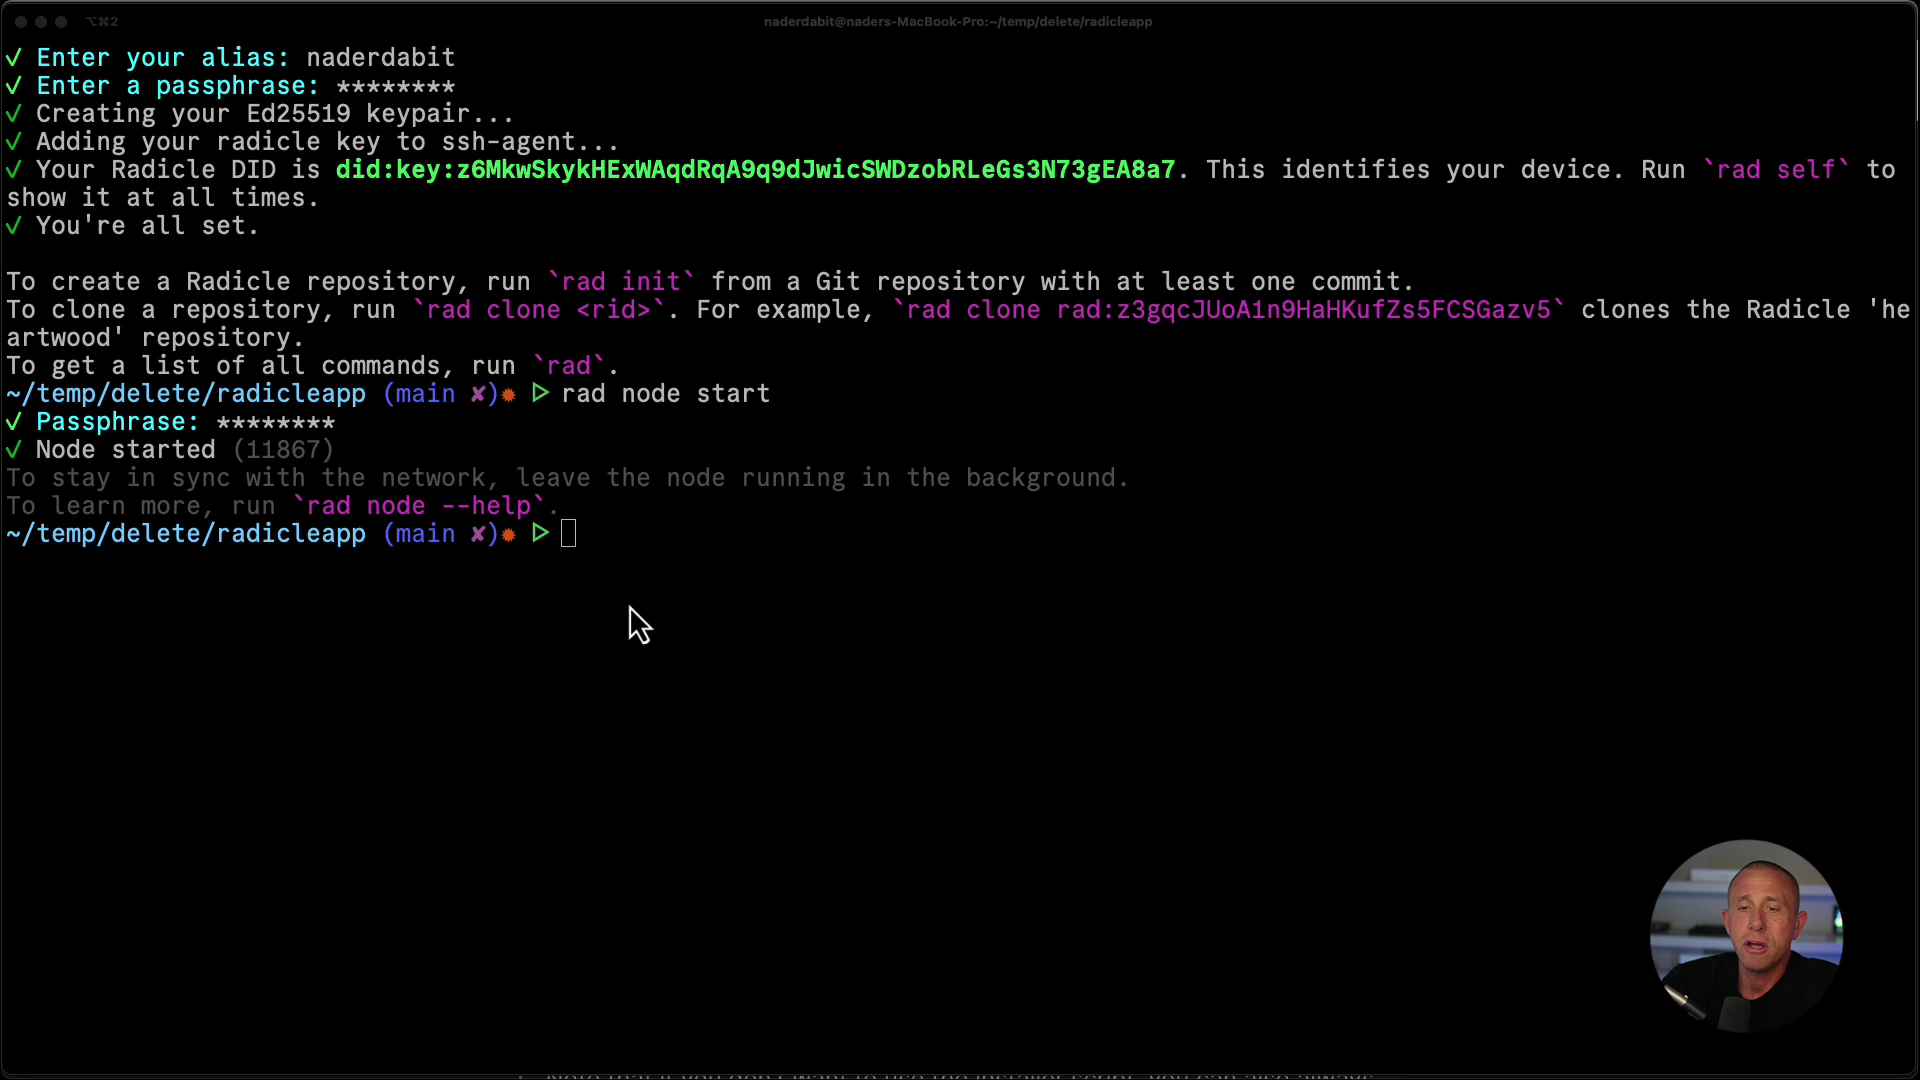 ⌥⌘2
naderdabit@naders-MacBook-Pro:~/temp/delete/radicleapp
✓ Enter your alias: naderdabit
✓ Enter a passphrase: ********
✓ Creating your Ed25519 keypair...
✓ Adding your radicle key to ssh-agent...
✓ Your Radicle DID is did:key:z6MkwSkykHExWAqdRqA9q9dJwicSWDzobRLeGs3N73gEA8a7. This identifies your device. Run `rad self` to
show it at all times.
✓ You're all set.
To create a Radicle repository, run `rad init` from a Git repository with at least one commit.
To clone a repository, run `rad clone <rid>`. For example, `rad clone rad:z3gqcJUoA1n9HaHKufZs5FCSGazv5` clones the Radicle 'he
artwood' repository.
To get a list of all commands, run `rad`.
~/temp/delete/radicleapp (main ✘)✹ ▷ rad node start
✓ Passphrase: ********
✓ Node started (11867)
To stay in sync with the network, leave the node running in the background.
To learn more, run `rad node --help`.
~/temp/delete/radicleapp (main ✘)✹ ▷